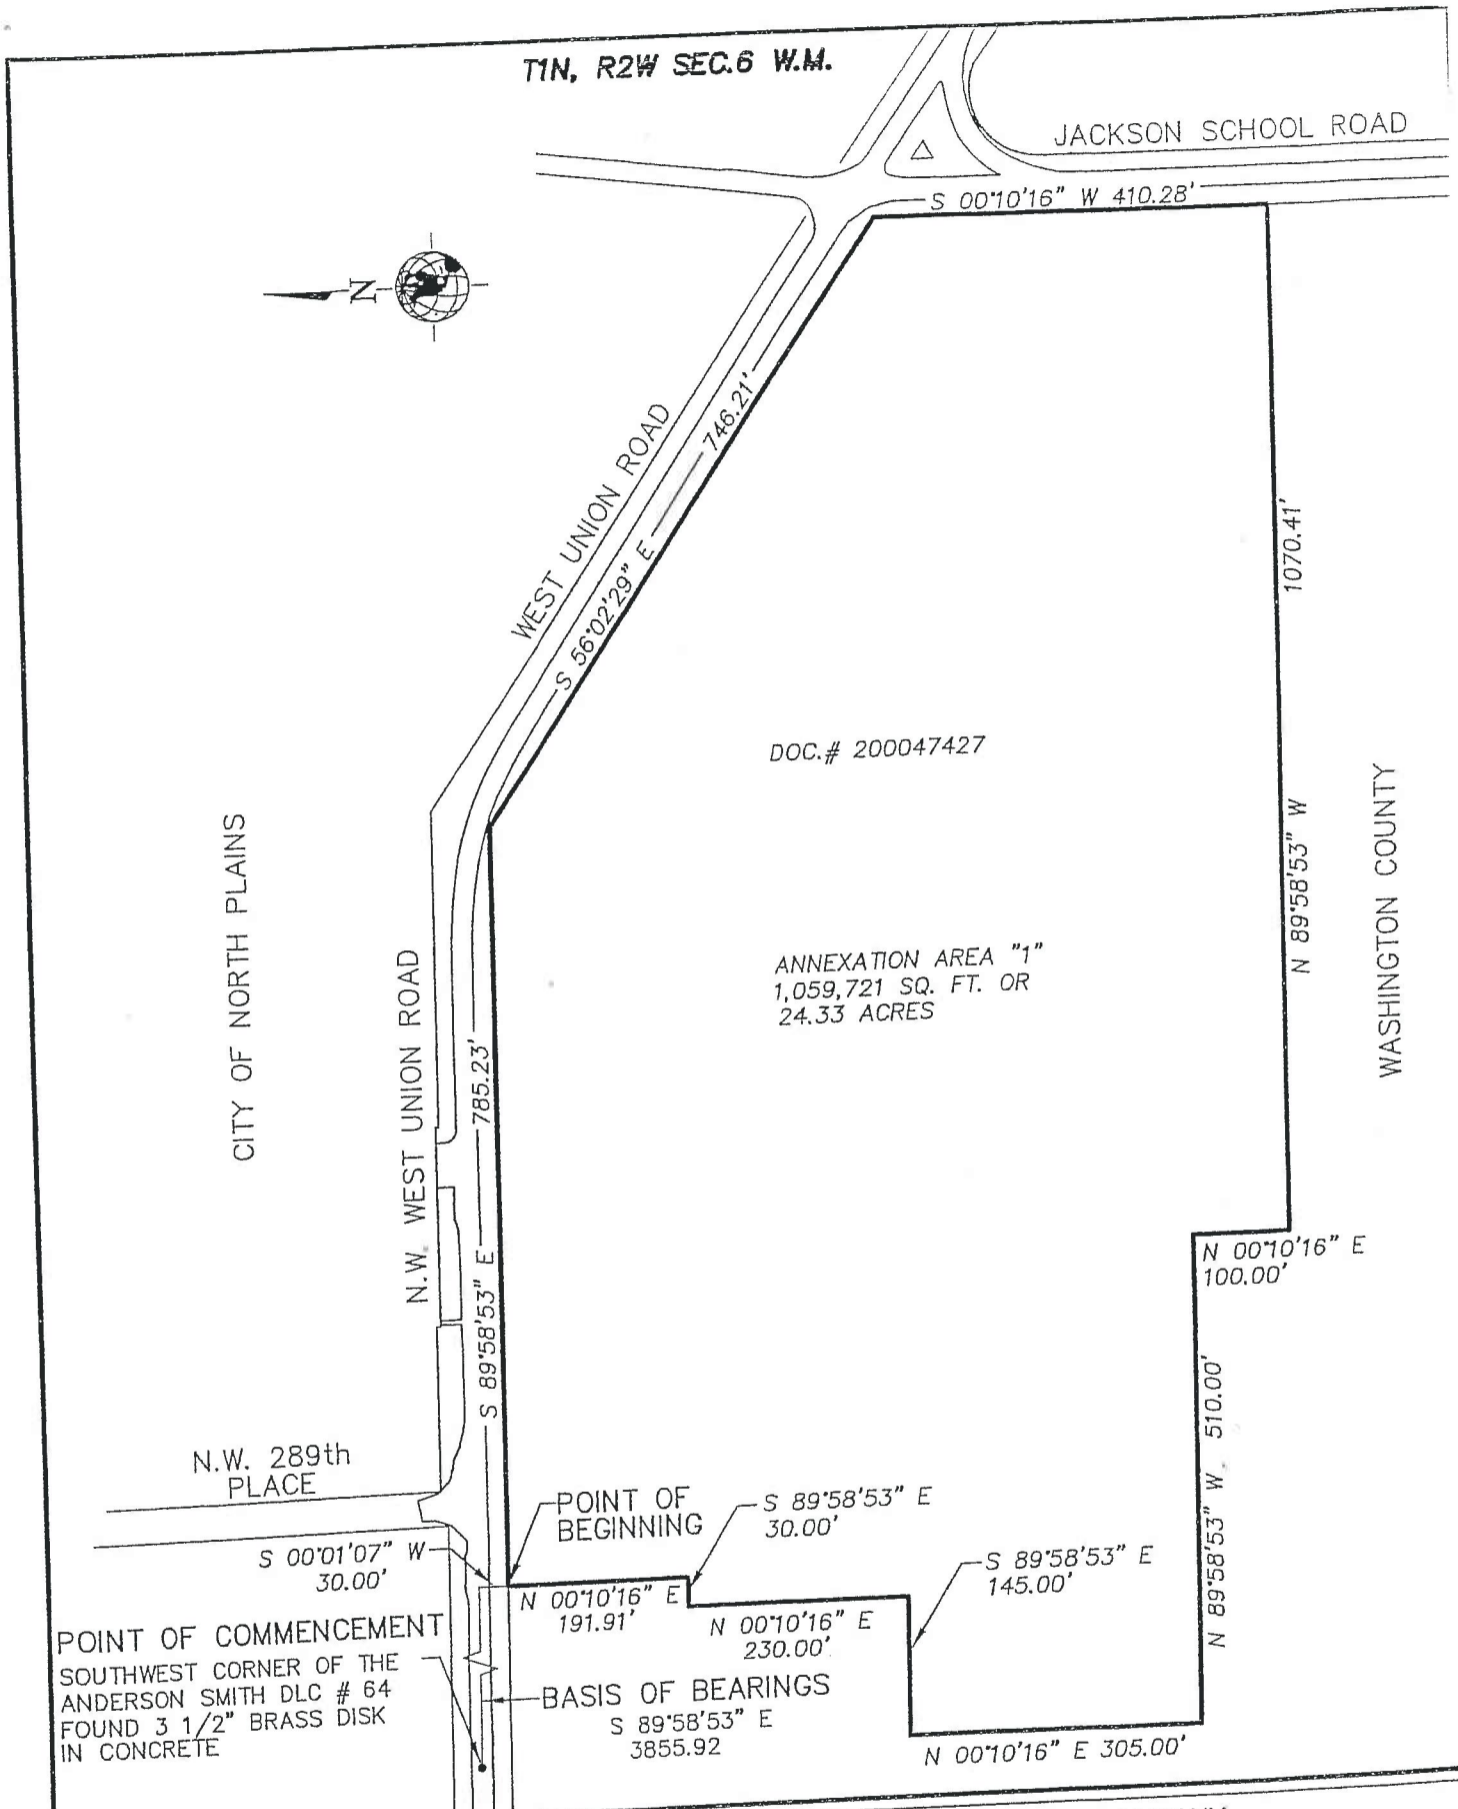 T1N, R2W SEC.6 W.M.
JACKSON SCHOOL ROAD
S 00°10'16" W 410.28'
N
WEST UNION ROAD
746.21'
S 56°02'29" E
1070.41'
N 89°58'53" W
DOC.# 200047427
WASHINGTON COUNTY
CITY OF NORTH PLAINS
ANNEXATION AREA "1"
1,059,721 SQ. FT. OR
24.33 ACRES
N.W. WEST UNION ROAD
785.23'
S 89°58'53" E
N 00°10'16" E
100.00'
N 89°58'53" W 510.00'
N.W. 289th
PLACE
POINT OF
BEGINNING
S 89°58'53" E
30.00'
S 00°01'07" W
30.00'
S 89°58'53" E
145.00'
N 00°10'16" E
191.91'
N 00°10'16" E
230.00'
POINT OF COMMENCEMENT
SOUTHWEST CORNER OF THE
ANDERSON SMITH DLC # 64
FOUND 3 1/2" BRASS DISK
IN CONCRETE
BASIS OF BEARINGS
S 89°58'53" E
3855.92
N 00°10'16" E 305.00'